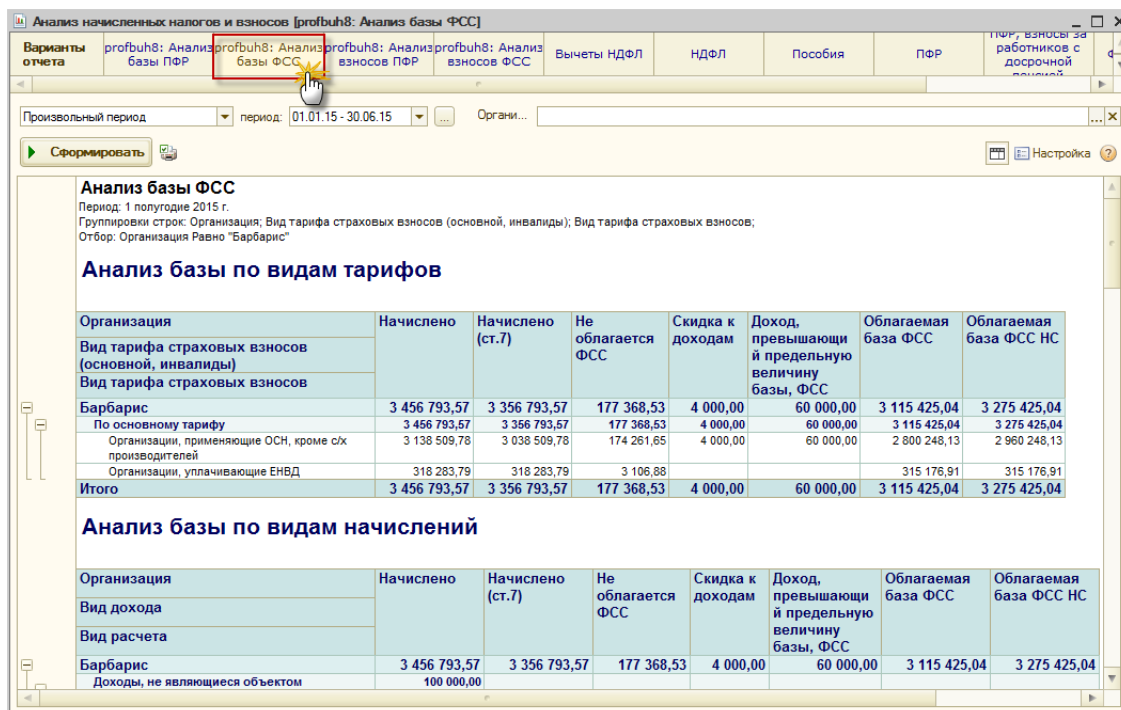 Анализ начисленных налогов и взносов [profbuh8: Анализ базы ФСС]
Варианты отчета
profbuh8: Анализ базы ПФР
profbuh8: Анализ базы ФСС
profbuh8: Анализ взносов ПФР
profbuh8: Анализ взносов ФСС
Вычеты НДФЛ
НДФЛ
Пособия
ПФР
ПФР, взносы за
работников с
досрочной
пенсией
Произвольный период период: 01.01.15 - 30.06.15 ... Органи... ...
Сформировать Настройка
Анализ базы ФСС
Период: 1 полугодие 2015 г.
Группировки строк: Организация; Вид тарифа страховых взносов (основной, инвалиды); Вид тарифа страховых взносов;
Отбор: Организация Равно "Барбарис"
Анализ базы по видам тарифов
Организация
Вид тарифа страховых взносов
(основной, инвалиды)
Вид тарифа страховых взносов
Начислено
Начислено
(ст.7)
Не
облагается
ФСС
Скидка к
доходам
Доход,
превышающи
й предельную
величину
базы, ФСС
Облагаемая
база ФСС
Облагаемая
база ФСС НС
Барбарис 3 456 793,57 3 356 793,57 177 368,53 4 000,00 60 000,00 3 115 425,04 3 275 425,04
По основному тарифу 3 456 793,57 3 356 793,57 177 368,53 4 000,00 60 000,00 3 115 425,04 3 275 425,04
Организации, применяющие ОСН, кроме с/х 3 138 509,78 3 038 509,78 174 261,65 4 000,00 60 000,00 2 800 248,13 2 960 248,13
производителей
Организации, уплачивающие ЕНВД 318 283,79 318 283,79 3 106,88 315 176,91 315 176,91
Итого 3 456 793,57 3 356 793,57 177 368,53 4 000,00 60 000,00 3 115 425,04 3 275 425,04
Анализ базы по видам начислений
Организация
Вид дохода
Вид расчета
Начислено
Начислено
(ст.7)
Не
облагается
ФСС
Скидка к
доходам
Доход,
превышающи
й предельную
величину
базы, ФСС
Облагаемая
база ФСС
Облагаемая
база ФСС НС
Барбарис 3 456 793,57 3 356 793,57 177 368,53 4 000,00 60 000,00 3 115 425,04 3 275 425,04
Доходы, не являющиеся объектом 100 000,00